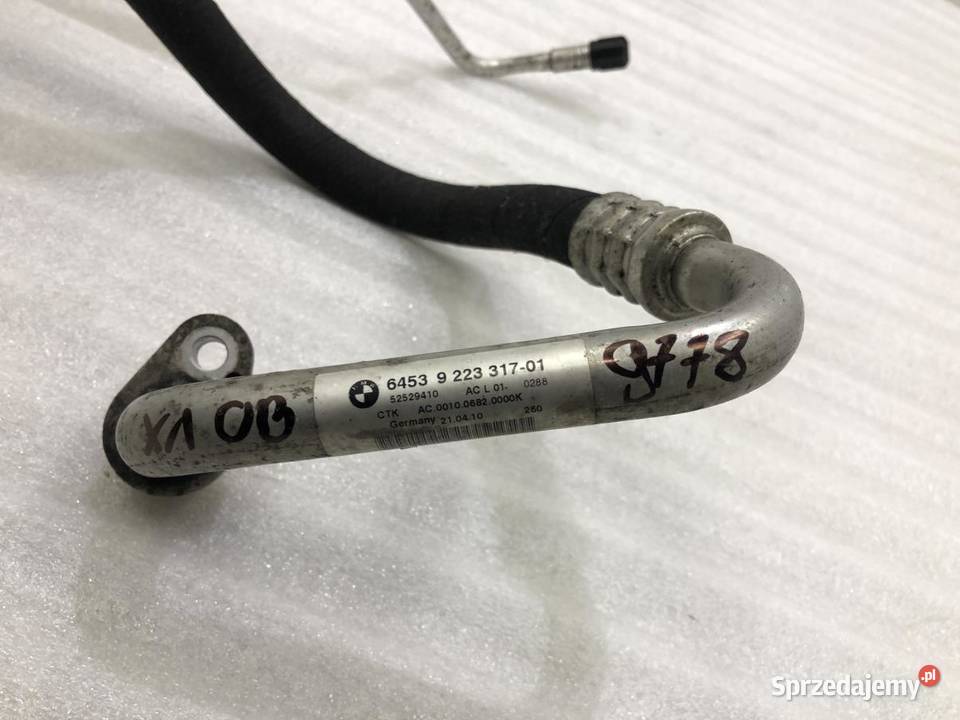 6453 9 223 317-01
52529410 AC L 01. 0288
CTK AC.0010.0682.0000K
Germany 21.04.10 260
X1 OB
9778
Sprzedajemy.pl